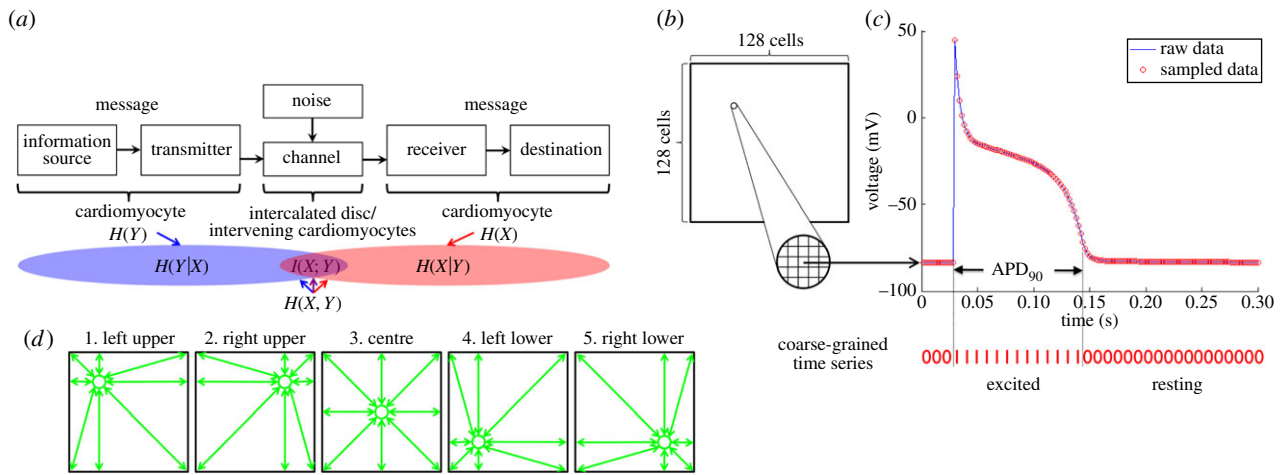 (a)
message
noise
message
information source
transmitter
channel
receiver
destination
cardiomyocyte
intercalated disc/
intervening cardiomyocytes
cardiomyocyte
H(Y)
H(X)
H(Y|X)
I(X; Y)
H(X|Y)
H(X, Y)
(b)
128 cells
128 cells
(c)
50
0
−50
−100
voltage (mV)
raw data
sampled data
APD90
0
0.05
0.10
0.15
0.20
0.25
0.30
time (s)
coarse-grained
time series
000IIIIIIIIIIIIII0000000000000000000
excited
resting
(d)
1. left upper
2. right upper
3. centre
4. left lower
5. right lower